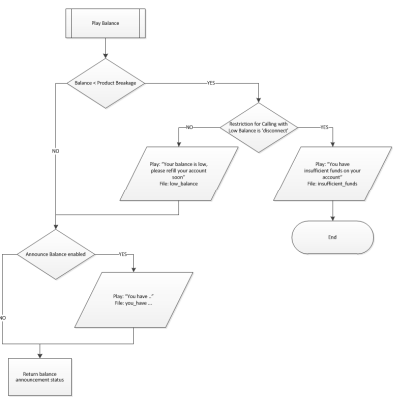 Play Balance
Balance < Product Breakage
YES
Restriction for Calling with
Low Balance is 'disconnect'
NO
YES
NO
Play: "Your balance is low,
please refill your account
soon"
File: low_balance
Play: "You have
insufficient funds on your
account"
File: insufficient_funds
End
Announce Balance enabled
YES
Play: "You have .."
File: you_have ...
NO
Return balance
announcement status